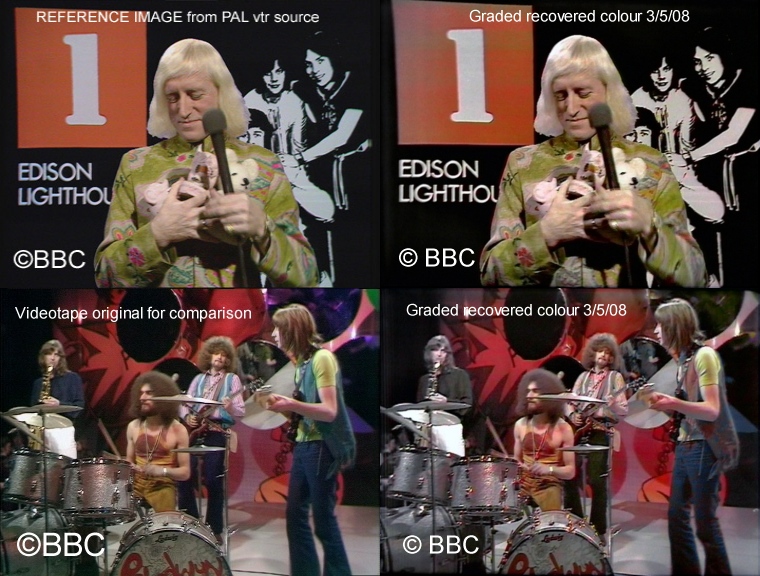 REFERENCE IMAGE from PAL vtr source
Graded recovered colour 3/5/08
1
1
EDISON
LIGHTHOU
EDISON
LIGHTHOU
©BBC
© BBC
Videotape original for comparison
Graded recovered colour 3/5/08
Ludwig
©BBC
© BBC